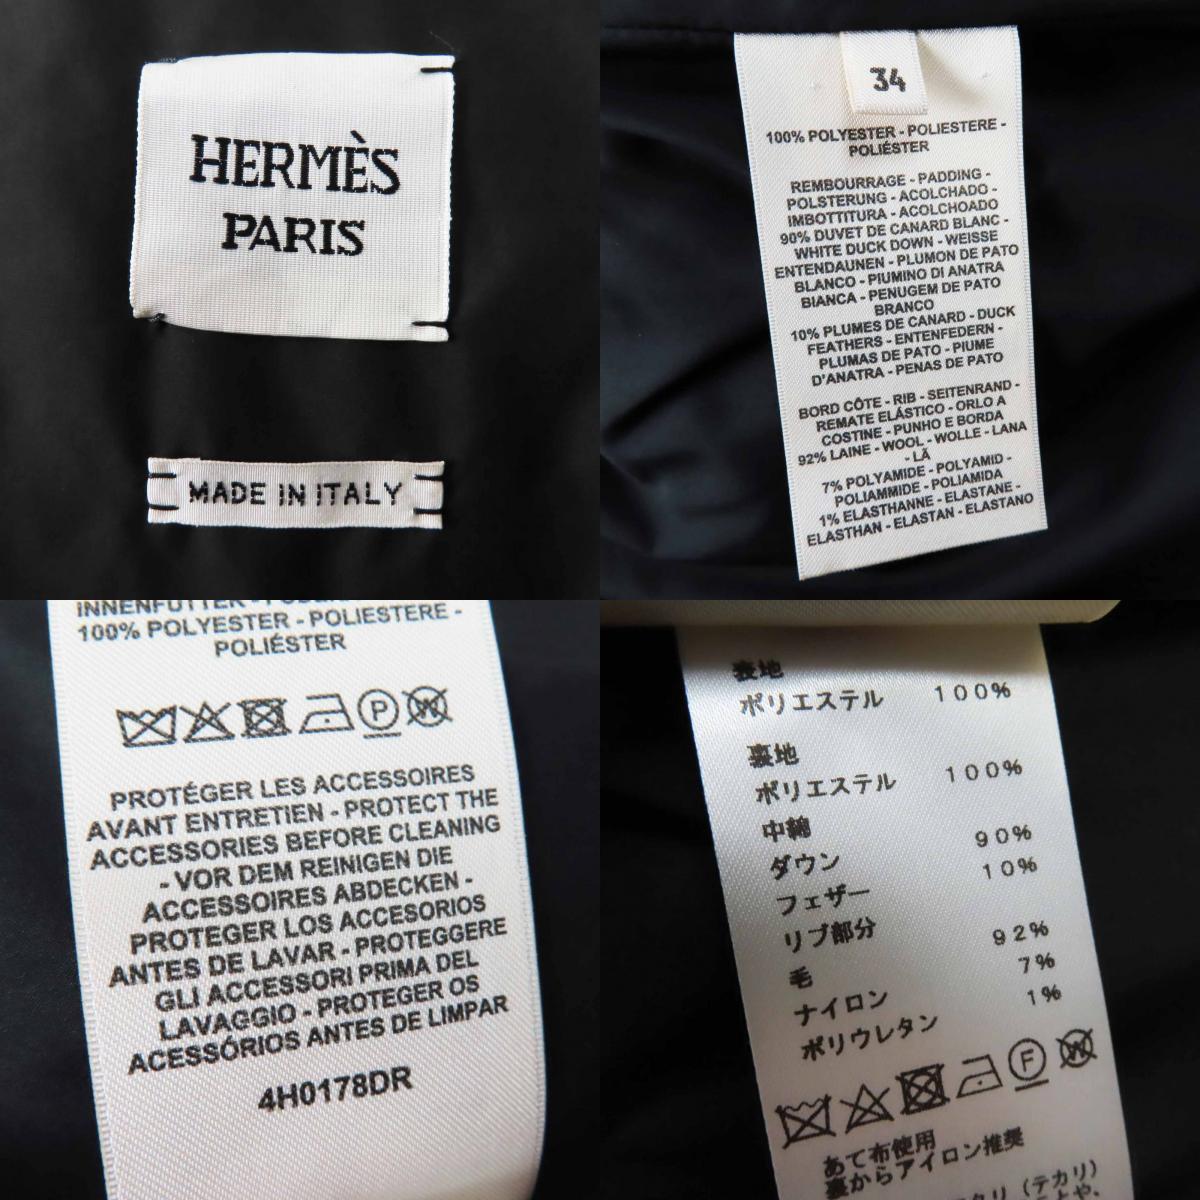 HERMÈS
PARIS
MADE IN ITALY
34
100% POLYESTER - POLIESTERE -
POLIÉSTER
REMBOURRAGE - PADDING -
POLSTERUNG - ACOLCHADO -
IMBOTTITURA - ACOLCHOADO
90% DUVET DE CANARD BLANC -
WHITE DUCK DOWN - WEISSE
ENTENDAUNEN - PLUMON DE PATO
BLANCO - PIUMINO DI ANATRA
BIANCA - PENUGEM DE PATO
BRANCO
10% PLUMES DE CANARD - DUCK
FEATHERS - ENTENFEDERN -
PLUMAS DE PATO - PIUME
D'ANATRA - PENAS DE PATO
BORD CÔTE - RIB - SEITENRAND -
REMATE ELÁSTICO - ORLO A
COSTINE - PUNHO E BORDA
92% LAINE - WOOL - WOLLE - LANA
- LÃ
7% POLYAMIDE - POLYAMID -
POLIAMMIDE - POLIAMIDA
1% ELASTHANNE - ELASTANE -
ELASTHAN - ELASTAN - ELASTANO
INNENFUTTER -
100% POLYESTER - POLIESTERE -
POLIÉSTER
P W
PROTÉGER LES ACCESSOIRES
AVANT ENTRETIEN - PROTECT THE
ACCESSORIES BEFORE CLEANING
- VOR DEM REINIGEN DIE
ACCESSOIRES ABDECKEN -
PROTEGER LOS ACCESORIOS
ANTES DE LAVAR - PROTEGGERE
GLI ACCESSORI PRIMA DEL
LAVAGGIO - PROTEGER OS
ACESSÓRIOS ANTES DE LIMPAR
4H0178DR
表地
ポリエステル 100%
裏地
ポリエステル 100%
中綿
ダウン 90%
フェザー 10%
リブ部分
毛 92%
ナイロン 7%
ポリウレタン 1%
F W
あて布使用
裏からアイロン推奨
(テカリ)